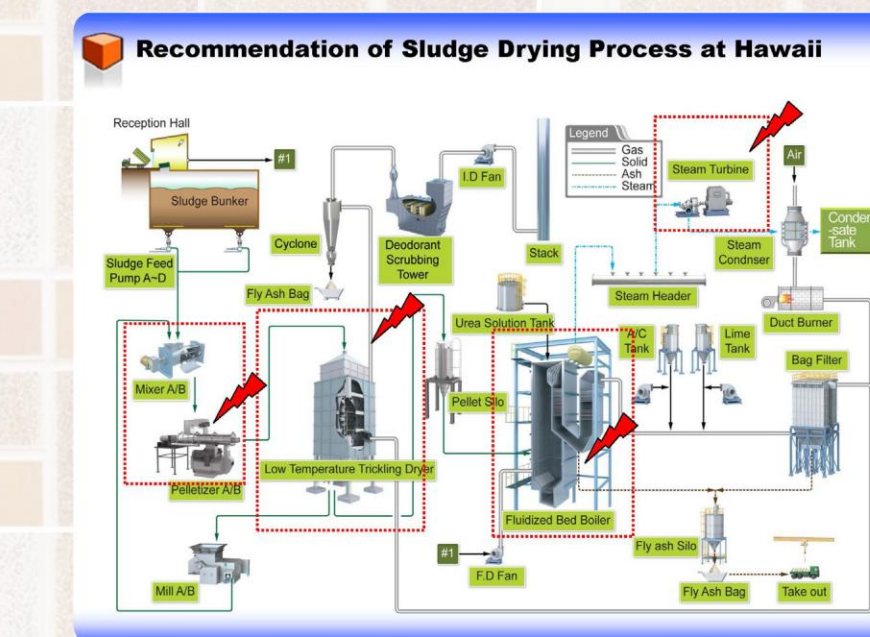 Recommendation of Sludge Drying Process at Hawaii
Reception Hall
#1
Sludge Bunker
Sludge Feed
Pump A~D
Cyclone
Fly Ash Bag
Deodorant
Scrubbing
Tower
I.D Fan
Stack
Legend
Gas
Solid
Ash
Steam
Steam Turbine
Air
Steam
Condnser
Conden
-sate
Tank
Steam Header
Duct Burner
Urea Solution Tank
A/C
Tank
Lime
Tank
Bag Filter
Mixer A/B
Pelletizer A/B
Low Temperature Trickling Dryer
Pellet Silo
Fluidized Bed Boiler
Mill A/B
#1
F.D Fan
Fly ash Silo
Fly Ash Bag
Take out